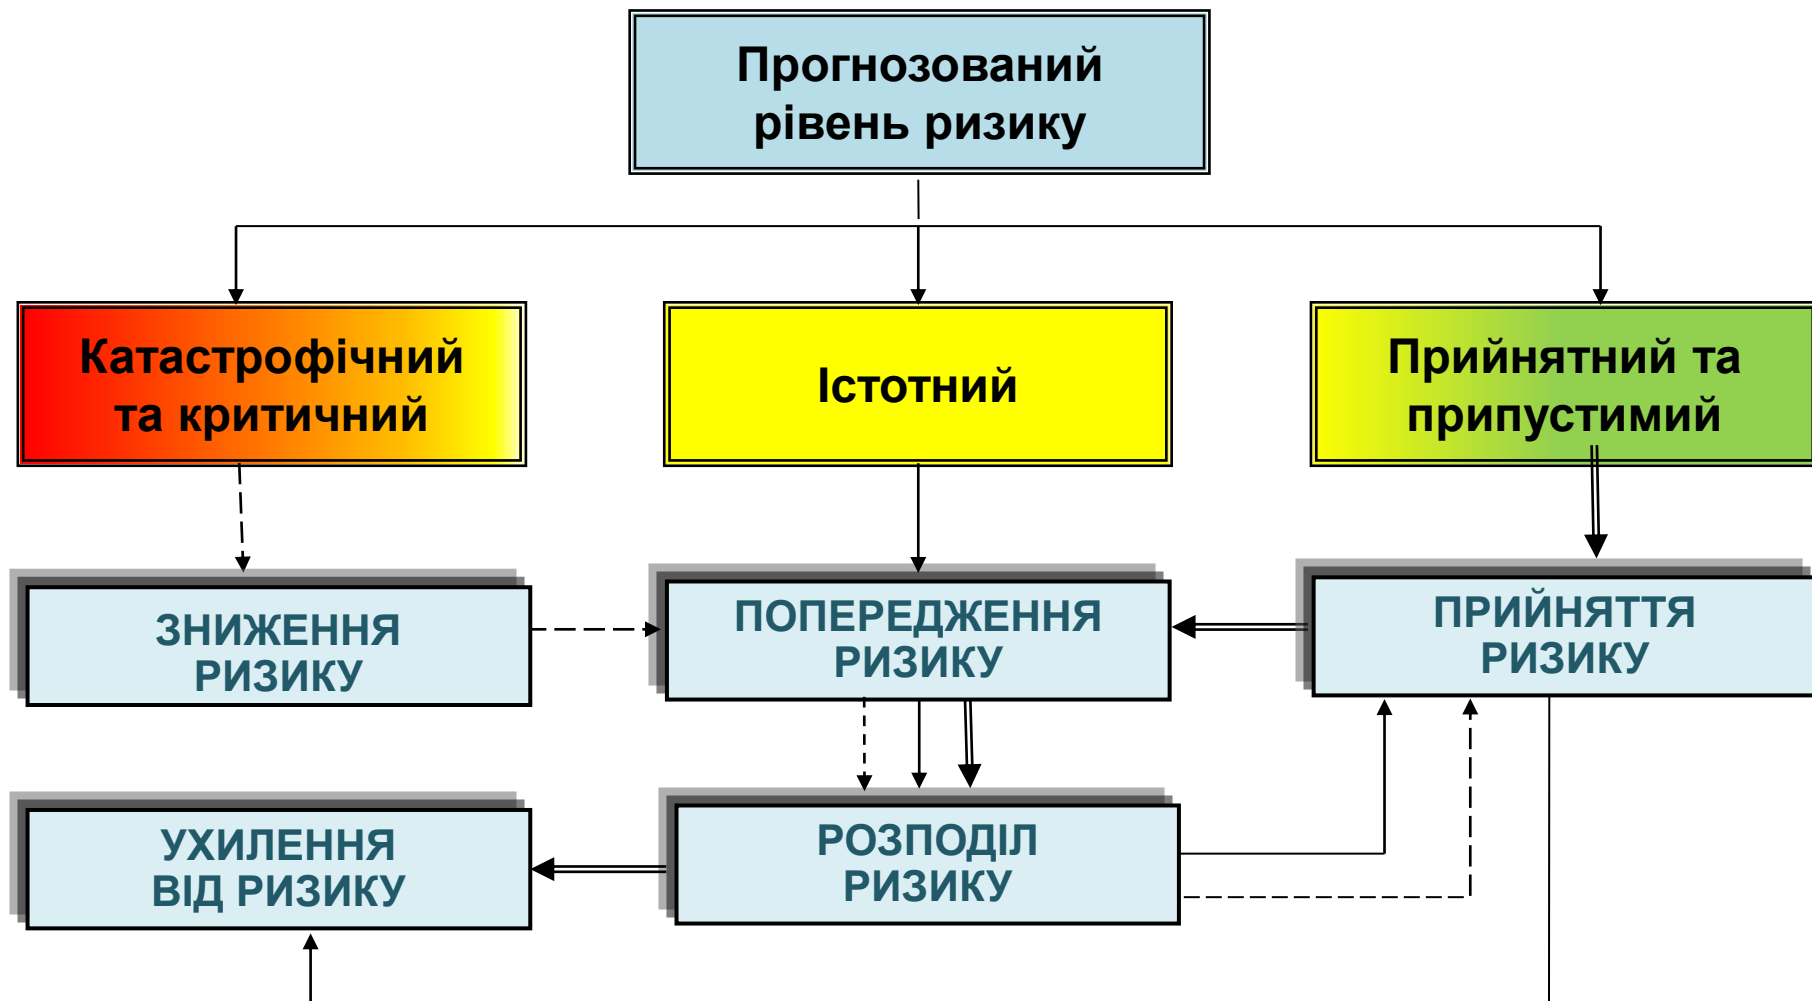 Прогнозований
рівень ризику
Катастрофічний
та критичний
Істотний
Прийнятний та
припустимий
ЗНИЖЕННЯ
РИЗИКУ
ПОПЕРЕДЖЕННЯ
РИЗИКУ
ПРИЙНЯТТЯ
РИЗИКУ
УХИЛЕННЯ
ВІД РИЗИКУ
РОЗПОДІЛ
РИЗИКУ